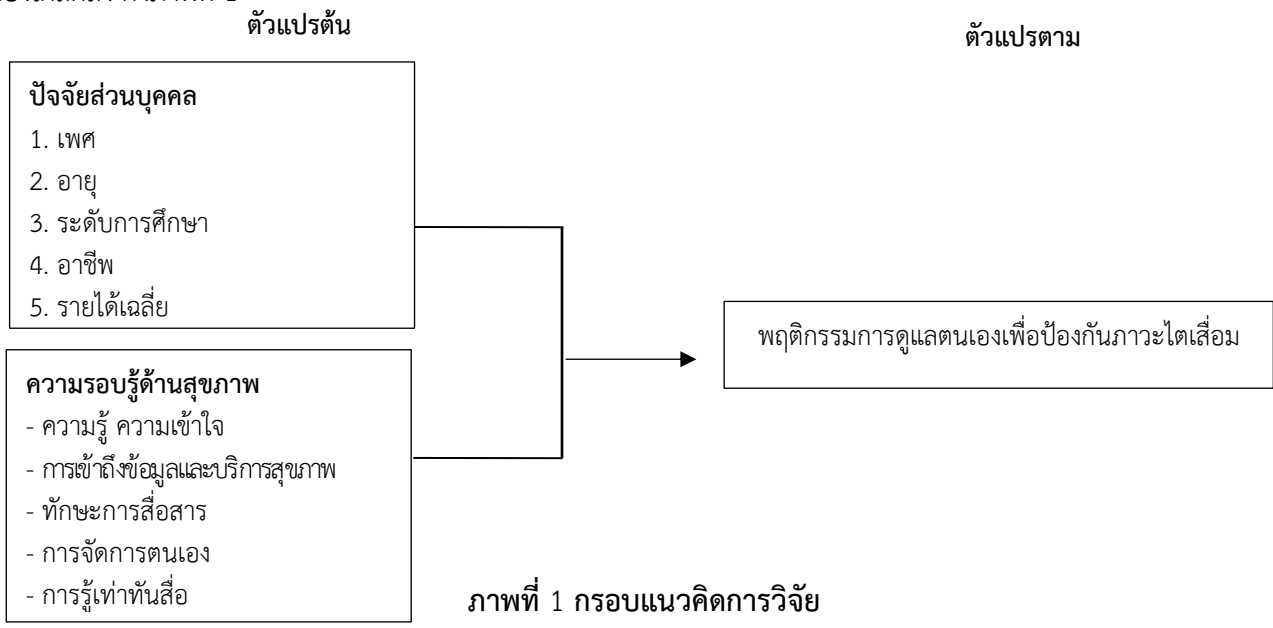 ตัวแปรต้น
ตัวแปรตาม
ปัจจัยส่วนบุคคล
1. เพศ
2. อายุ
3. ระดับการศึกษา
4. อาชีพ
5. รายได้เฉลี่ย
พฤติกรรมการดูแลตนเองเพื่อป้องกันภาวะไตเสื่อม
ความรอบรู้ด้านสุขภาพ
- ความรู้ ความเข้าใจ
- การเข้าถึงข้อมูลและบริการสุขภาพ
- ทักษะการสื่อสาร
- การจัดการตนเอง
- การรู้เท่าทันสื่อ
ภาพที่ 1 กรอบแนวคิดการวิจัย